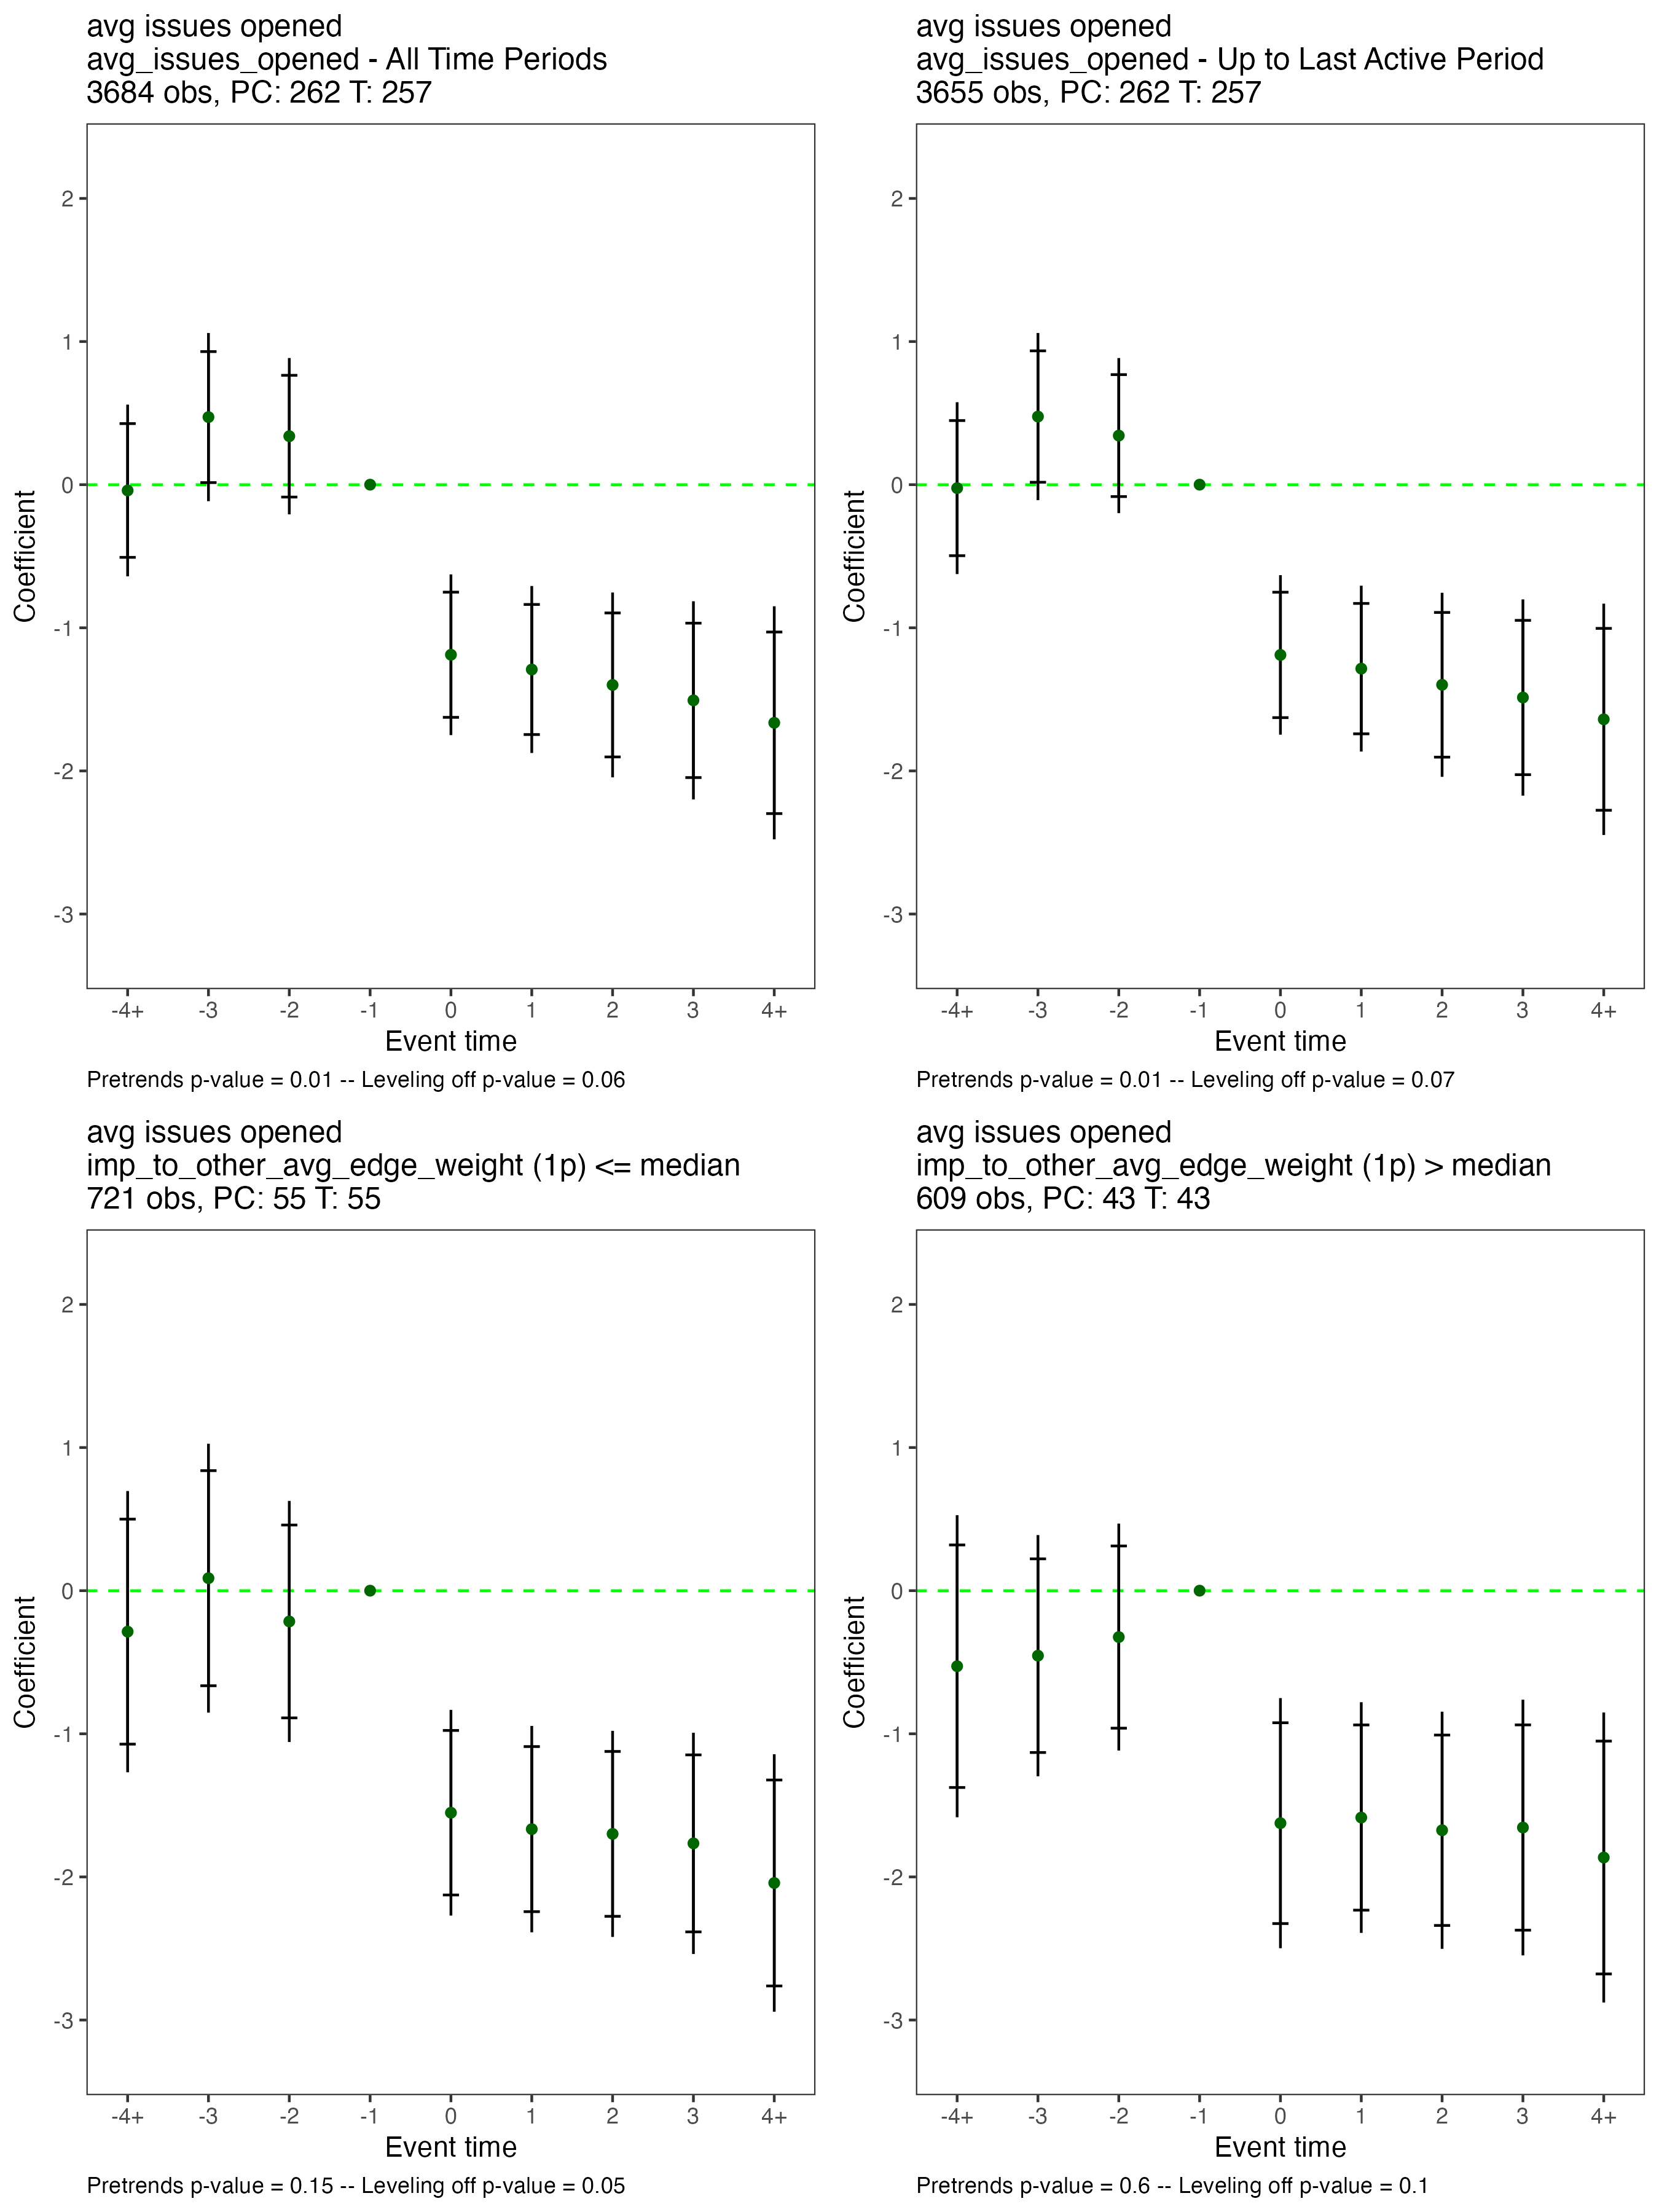 avg issues opened
avg_issues_opened - All Time Periods
3684 obs, PC: 262 T: 257
2
1
0
-1
-2
-3
Coefficient
-4+ -3 -2 -1 0 1 2 3 4+
Event time
Pretrends p-value = 0.01 -- Leveling off p-value = 0.06
avg issues opened
avg_issues_opened - Up to Last Active Period
3655 obs, PC: 262 T: 257
2
1
0
-1
-2
-3
Coefficient
-4+ -3 -2 -1 0 1 2 3 4+
Event time
Pretrends p-value = 0.01 -- Leveling off p-value = 0.07
avg issues opened
imp_to_other_avg_edge_weight (1p) <= median
721 obs, PC: 55 T: 55
2
1
0
-1
-2
-3
Coefficient
-4+ -3 -2 -1 0 1 2 3 4+
Event time
Pretrends p-value = 0.15 -- Leveling off p-value = 0.05
avg issues opened
imp_to_other_avg_edge_weight (1p) > median
609 obs, PC: 43 T: 43
2
1
0
-1
-2
-3
Coefficient
-4+ -3 -2 -1 0 1 2 3 4+
Event time
Pretrends p-value = 0.6 -- Leveling off p-value = 0.1